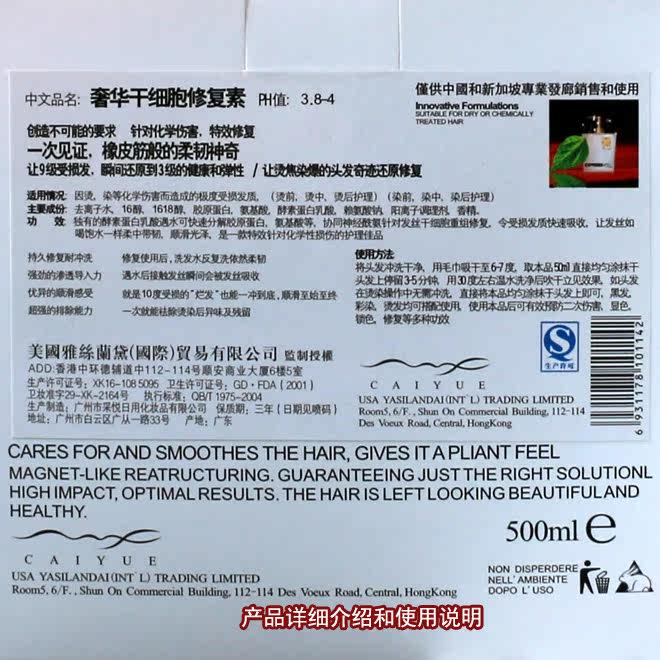 僅供中國和新加坡專業發廊銷售和使用
中文品名: 奢华干细胞修复素 PH值: 3.8-4
Innovative Formulations
SUITABLE FOR DRY OR CHEMICALLY
TREATED HAIR
创造不可能的要求 针对化学伤害,特效修复
一次见证,橡皮筋般的柔韧神奇
让9级受损发,瞬间还原到3级的健康和弹性 / 让烫焦染爆的头发奇迹还原修复
适用情况: 因烫,染等化学伤害而造成的极度受损发质,(烫前,烫中,烫后护理)(染前,染中,染后护理)
主要成份: 去离水,16醇,1618醇,胶原蛋白,氨基酸,酵素蛋白乳酸,赖氨酸钠,阳离子调理剂,香精。
功 效: 独有的酵素蛋白乳酸遇水可快速分解胶原蛋白、氨基酸等,协同神经酰氨针对发丝干细胞重组修复,令受损发质快速吸收,让发丝如
喝饱水一样柔中带韧,顺滑光泽,是一款特效针对化学性损伤的护理佳品
持久修复耐冲洗 修复使用后,洗发水反复洗依然柔韧
强劲的渗透导入力 遇水后接触发丝瞬间会被发丝吸收
优异的顺滑感受 就是10度受损的“烂发”也能一冲到底,顺滑至始至终
超强的排除能力 一次就能祛除烫染后异味及残留
使用方法:
将头发冲洗干净,用毛巾吸干至6-7度,取本品50ml直接均匀涂抹于
头发上停留3-5分钟,用30度左右温水洗净后吹干立见效果,如头发
在烫染操作中无需冲洗,直接将本品均匀涂抹于头发上即可,黑发,
彩染,烫发均可搭配使用,使用本品后可有效预防二次伤害,显色,
锁色,修复等多种功效
美國雅絲蘭黛(國際)貿易有限公司 監制授權
ADD:香港中环德辅道中112-114号顺安商业大厦6楼5室
生产许可证号: XK16-108 5095 卫生许可证号: GD·FDA(2001)
卫妆准字29-XK-2164号 执行标准: QB/T 1975-2004
生产制造: 广州市采悦日用化妆品有限公司 保质期: 三年(日期见喷码)
地址: 广州市白云区广从一路33号 产地: 广东
CAIYUE
USA YASILANDAI(INT`L) TRADING LIMITED
Room5, 6/F. , Shun On Commercial Building, 112-114
Des Voeux Road, Central, HongKong
QS
生产许可
6 931178 101142
CARES FOR AND SMOOTHES THE HAIR, GIVES IT A PLIANT FEEL
MAGNET-LIKE REATRUCTURING. GUARANTEEING JUST THE RIGHT SOLUTIONL
HIGH IMPACT, OPTIMAL RESULTS. THE HAIR IS LEFT LOOKING BEAUTIFUL AND
HEALTHY.
500ml e
CAIYUE
USA YASILANDAI(INT`L) TRADING LIMITED
Room5, 6/F. , Shun On Commercial Building, 112-114 Des Voeux Road, Central, HongKong
NON DISPERDERE
NELL'AMBIENTE
DOPO L'USO
产品详细介绍和使用说明